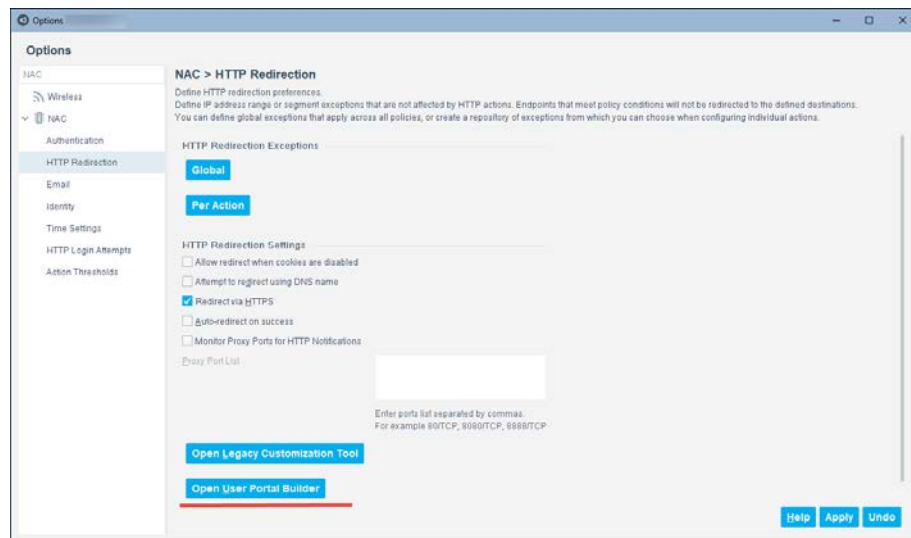 Options
Options
NAC
NAC > HTTP Redirection
Define HTTP redirection preferences.
Define IP address range or segment exceptions that are not affected by HTTP actions. Endpoints that meet policy conditions will not be redirected to the defined destinations.
You can define global exceptions that apply across all policies, or create a repository of exceptions from which you can choose when configuring individual actions.
Wireless
NAC
Authentication
HTTP Redirection
Email
Identity
Time Settings
HTTP Login Attempts
Action Thresholds
HTTP Redirection Exceptions
Global
Per Action
HTTP Redirection Settings
Allow redirect when cookies are disabled
Attempt to redirect using DNS name
Redirect via HTTPS
Auto-redirect on success
Monitor Proxy Ports for HTTP Notifications
Proxy Port List
Enter ports list separated by commas.
For example 80/TCP, 8080/TCP, 8888/TCP
Open Legacy Customization Tool
Open User Portal Builder
Help Apply Undo